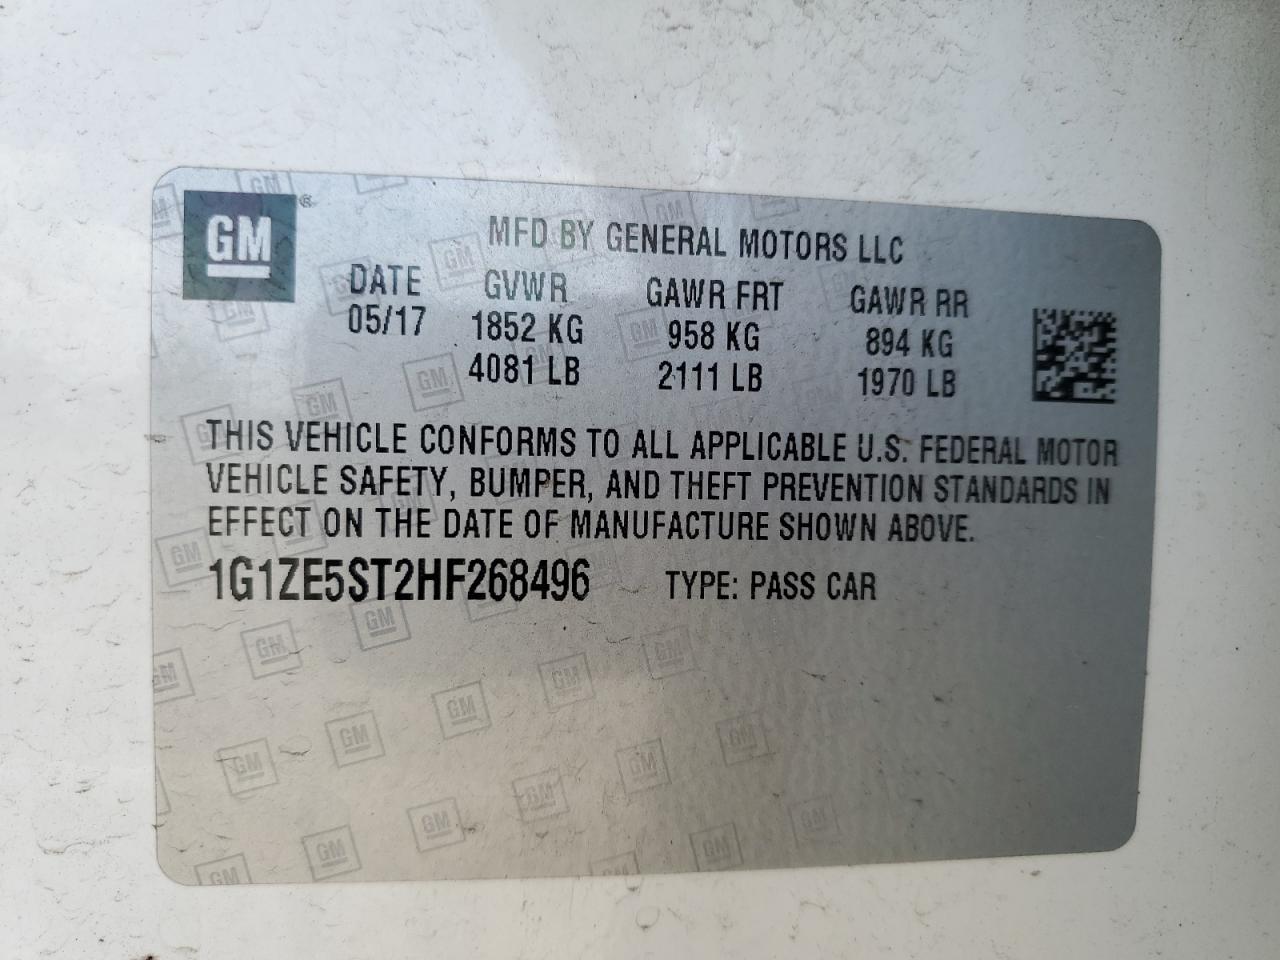 GM®
MFD BY GENERAL MOTORS LLC
DATE GVWR GAWR FRT GAWR RR
05/17 1852 KG 958 KG 894 KG
4081 LB 2111 LB 1970 LB
THIS VEHICLE CONFORMS TO ALL APPLICABLE U.S. FEDERAL MOTOR
VEHICLE SAFETY, BUMPER, AND THEFT PREVENTION STANDARDS IN
EFFECT ON THE DATE OF MANUFACTURE SHOWN ABOVE.
1G1ZE5ST2HF268496 TYPE: PASS CAR